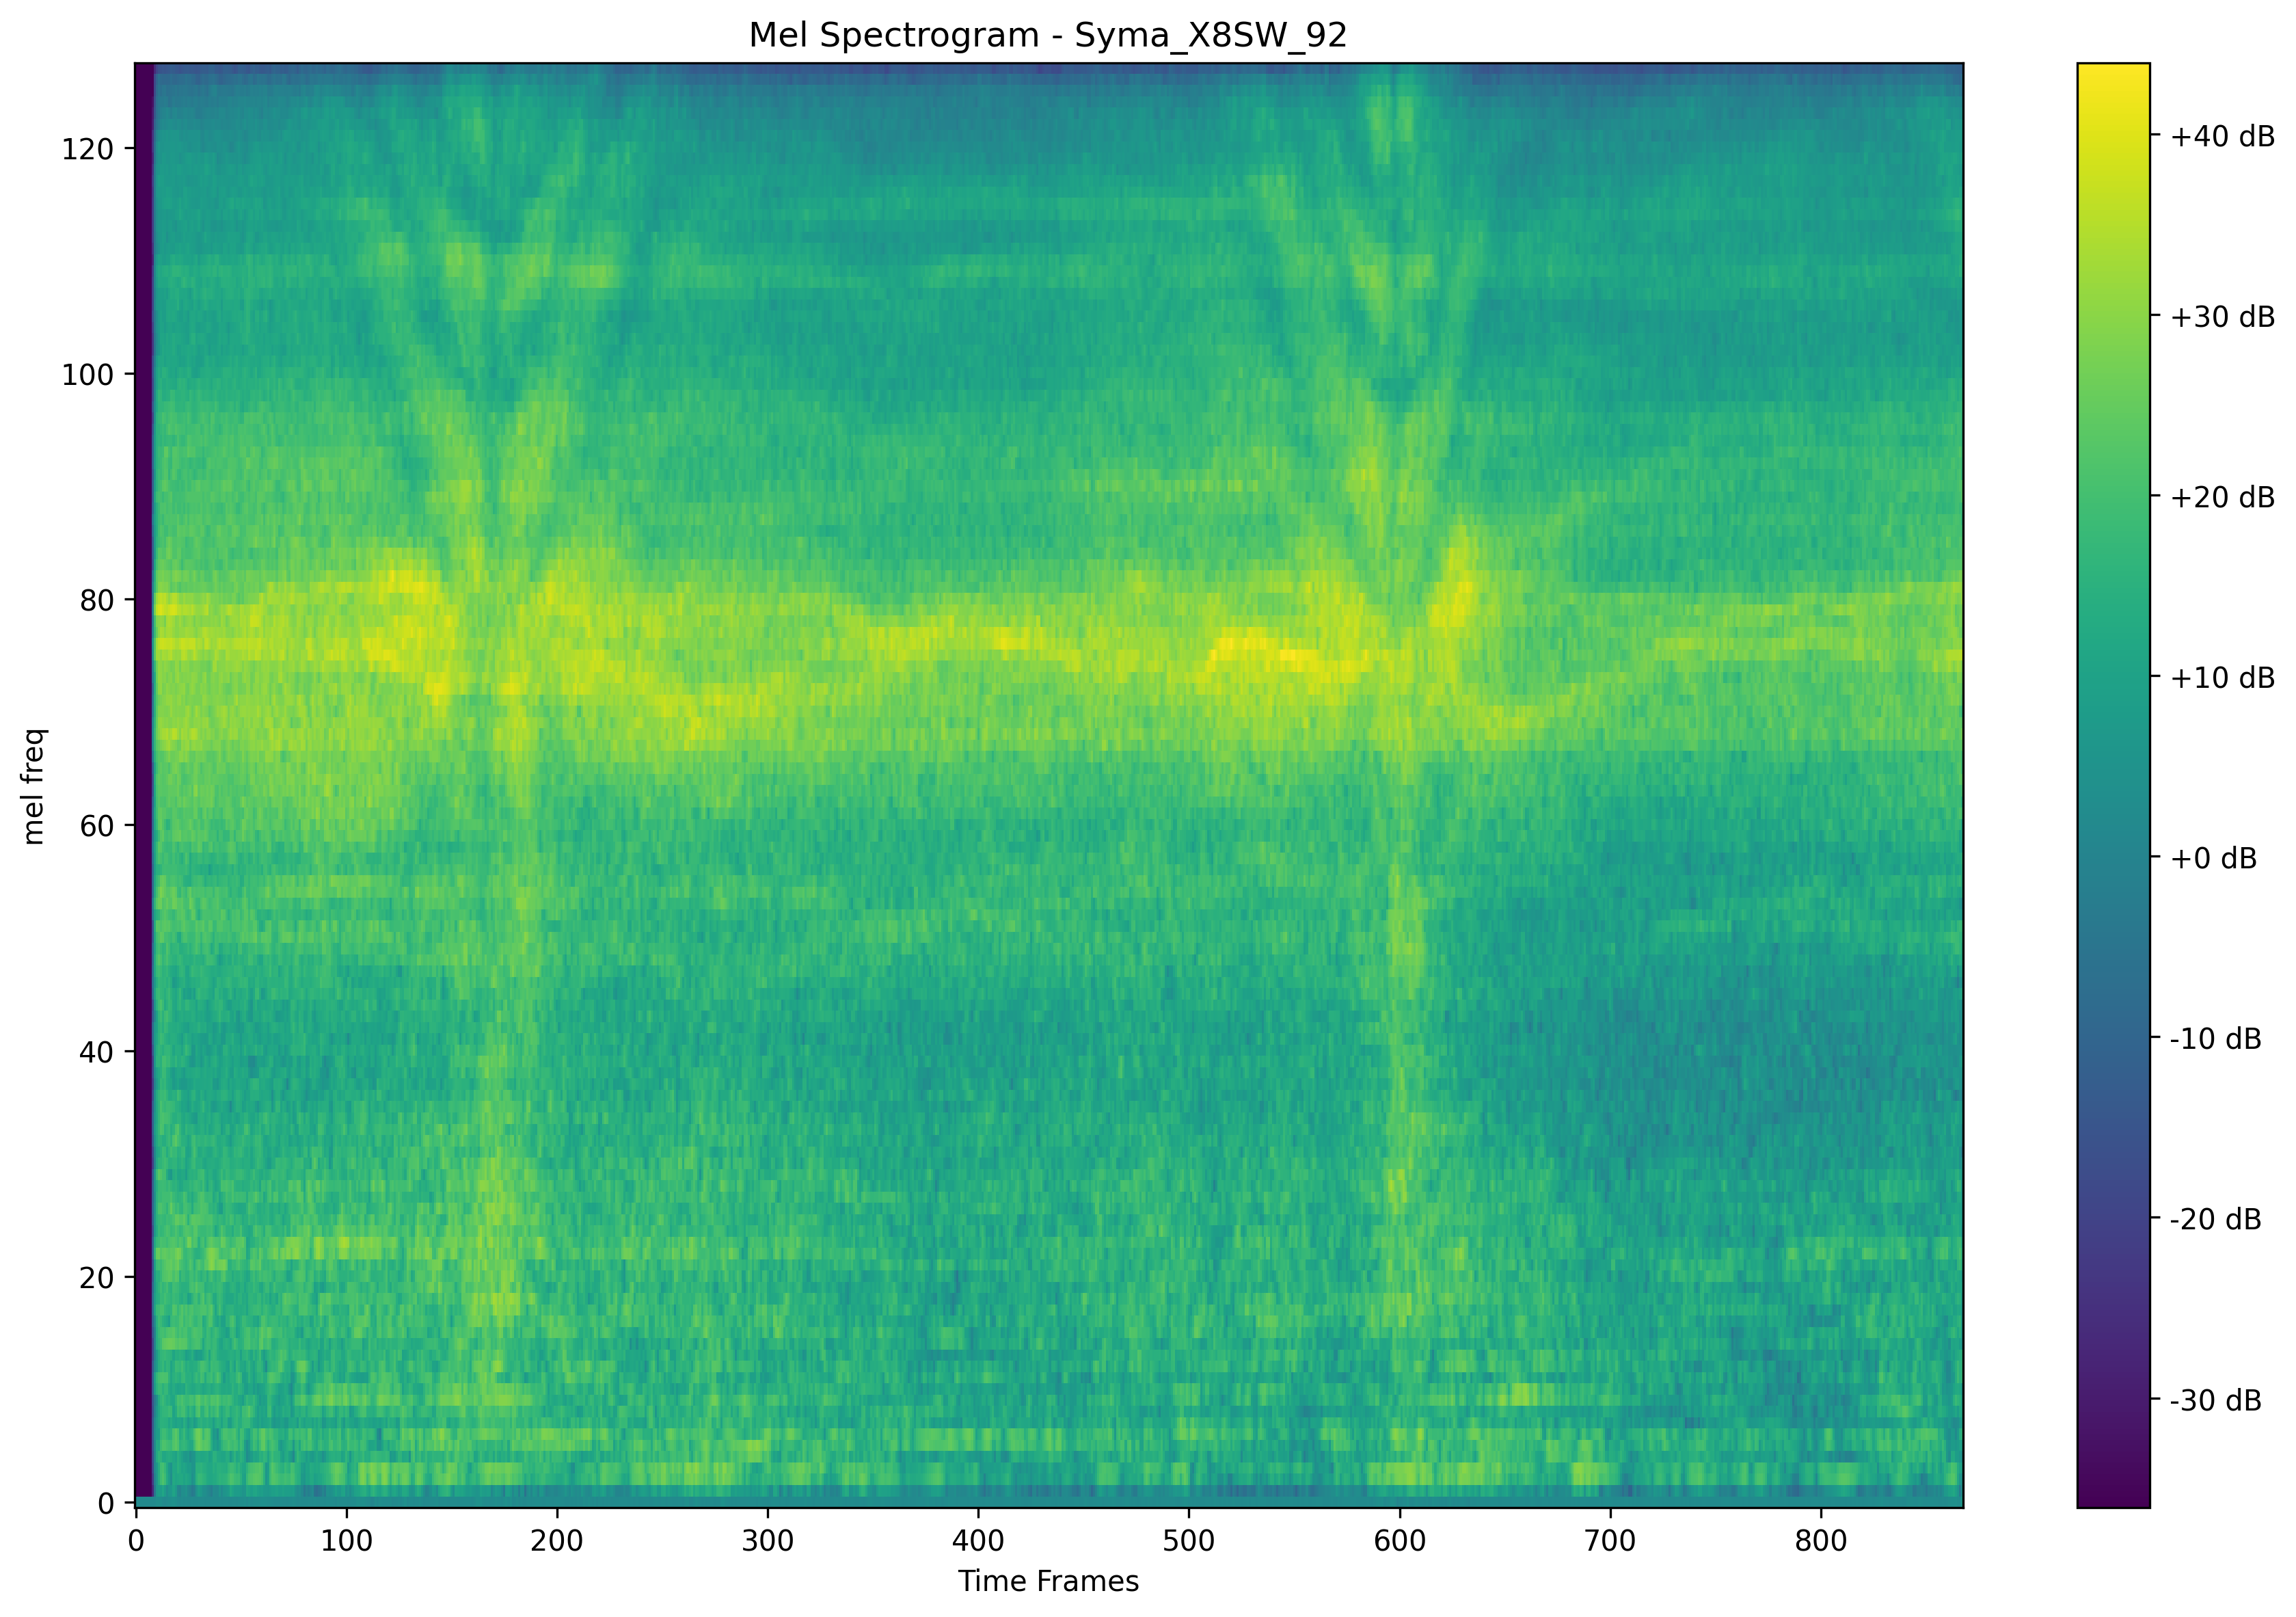 Mel Spectrogram - Syma_X8SW_92
mel freq
120
100
80
60
40
20
0
0 100 200 300 400 500 600 700 800
Time Frames
+40 dB
+30 dB
+20 dB
+10 dB
+0 dB
-10 dB
-20 dB
-30 dB